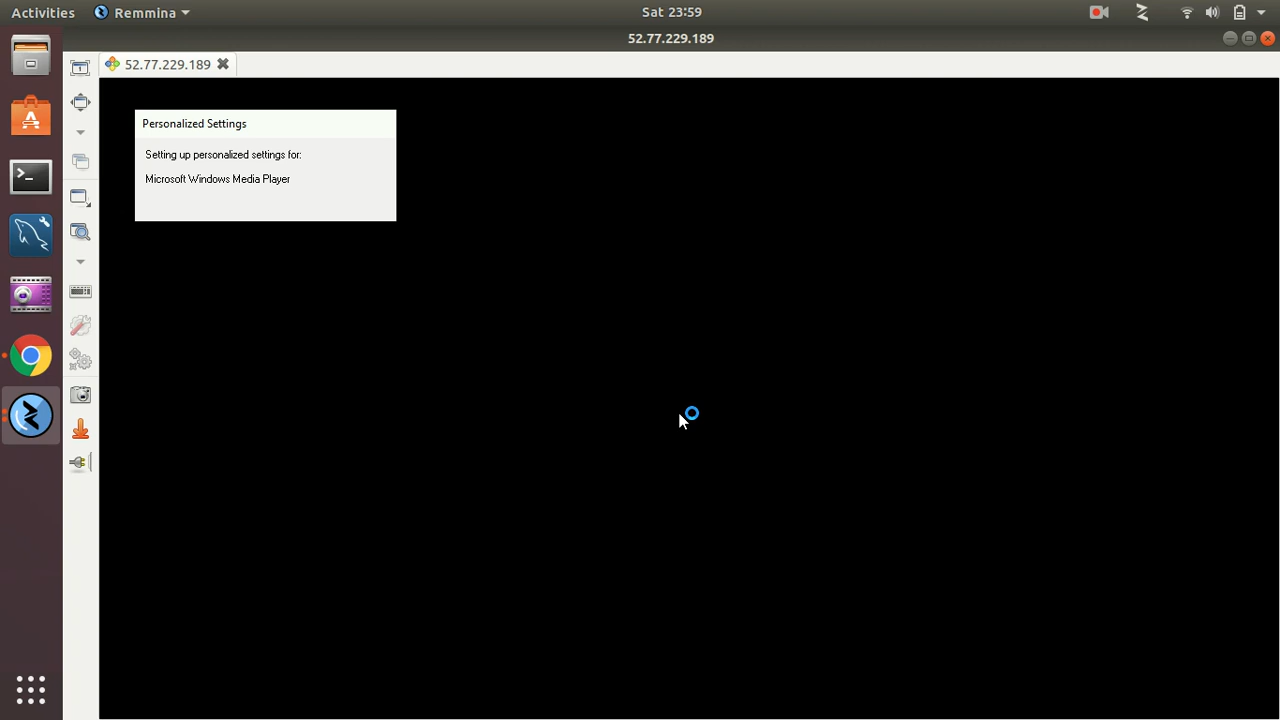 Activities
Remmina
Sat 23:59
52.77.229.189
52.77.229.189
Personalized Settings
Setting up personalized settings for:
Microsoft Windows Media Player